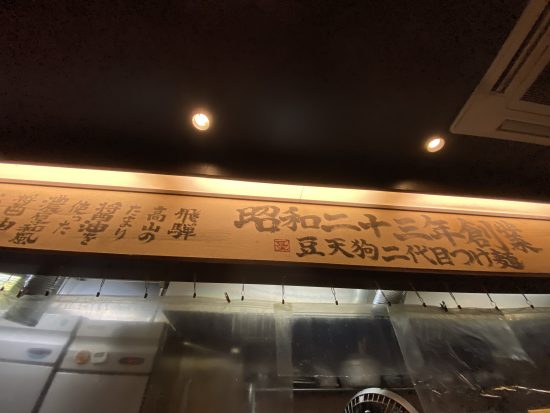 昭和二十三年創業
豆天狗二代目つけ麺
飛騨
高山の
たまり
醤油を
使った